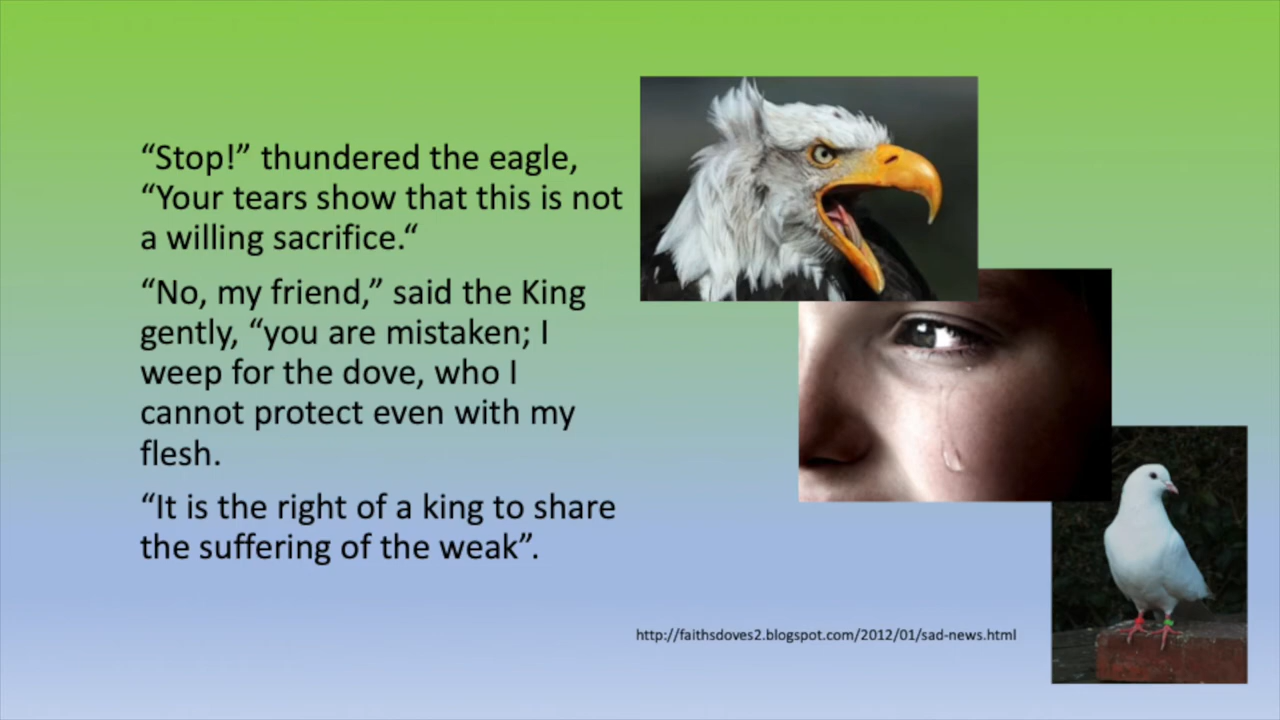 “Stop!” thundered the eagle,
“Your tears show that this is not
a willing sacrifice.“
“No, my friend,” said the King
gently, “you are mistaken; I
weep for the dove, who I
cannot protect even with my
flesh.
“It is the right of a king to share
the suffering of the weak”.
http://faithsdoves2.blogspot.com/2012/01/sad-news.html